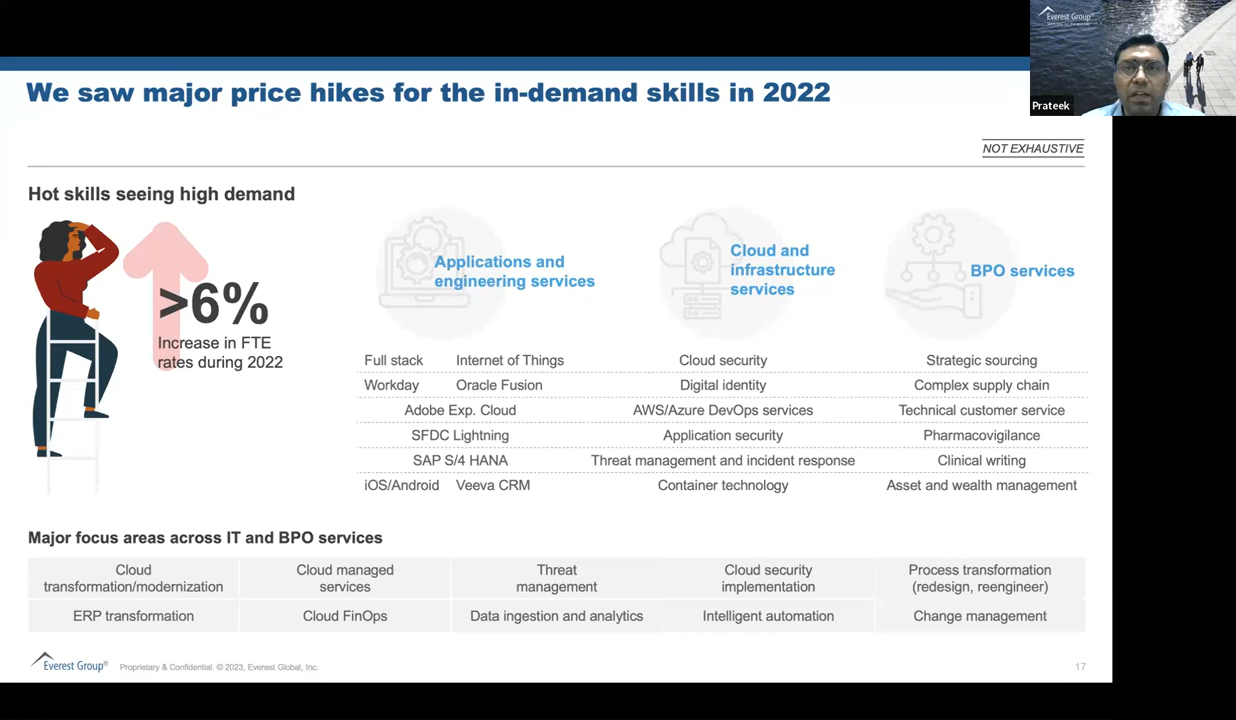 Everest Group®
Prateek
We saw major price hikes for the in-demand skills in 2022
NOT EXHAUSTIVE
Hot skills seeing high demand
>6%
Increase in FTE
rates during 2022
Applications and
engineering services
Cloud and
infrastructure
services
BPO services
Full stack Internet of Things Cloud security Strategic sourcing
Workday Oracle Fusion Digital identity Complex supply chain
Adobe Exp. Cloud AWS/Azure DevOps services Technical customer service
SFDC Lightning Application security Pharmacovigilance
SAP S/4 HANA Threat management and incident response Clinical writing
iOS/Android Veeva CRM Container technology Asset and wealth management
Major focus areas across IT and BPO services
Cloud
transformation/modernization
Cloud managed
services
Threat
management
Cloud security
implementation
Process transformation
(redesign, reengineer)
ERP transformation Cloud FinOps Data ingestion and analytics Intelligent automation Change management
Everest Group® Proprietary & Confidential. © 2023, Everest Global, Inc. 17